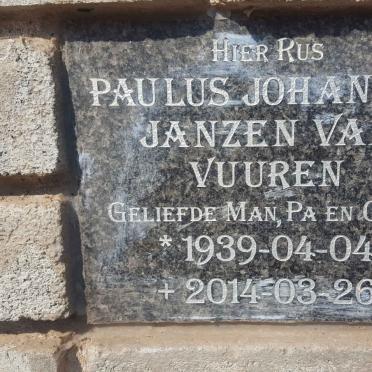 HIER RUS
PAULUS JOHAN
JANZEN VA
VUUREN
GELIEFDE MAN, PA EN
* 1939-04-04
+ 2014-03-26